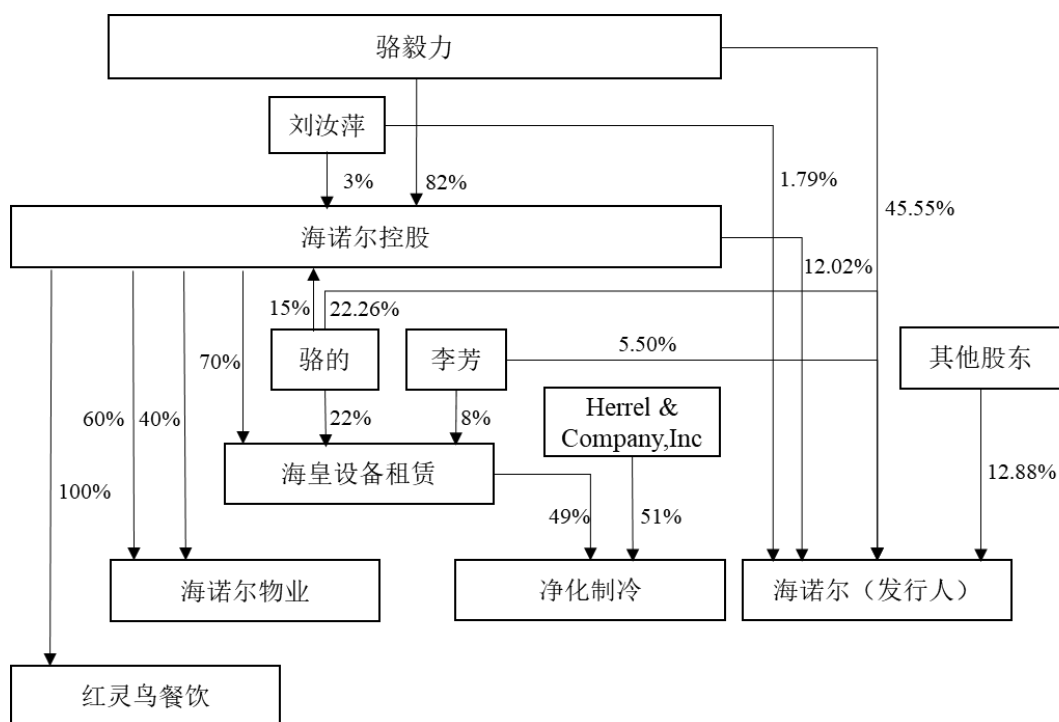 骆毅力
刘汝萍
3%
82%
1.79%
45.55%
海诺尔控股
12.02%
15%
22.26%
70%
骆的
李芳
5.50%
其他股东
60%
40%
22%
8%
Herrel &
Company,Inc
海皇设备租赁
100%
12.88%
49%
51%
海诺尔物业
净化制冷
海诺尔（发行人）
红灵鸟餐饮